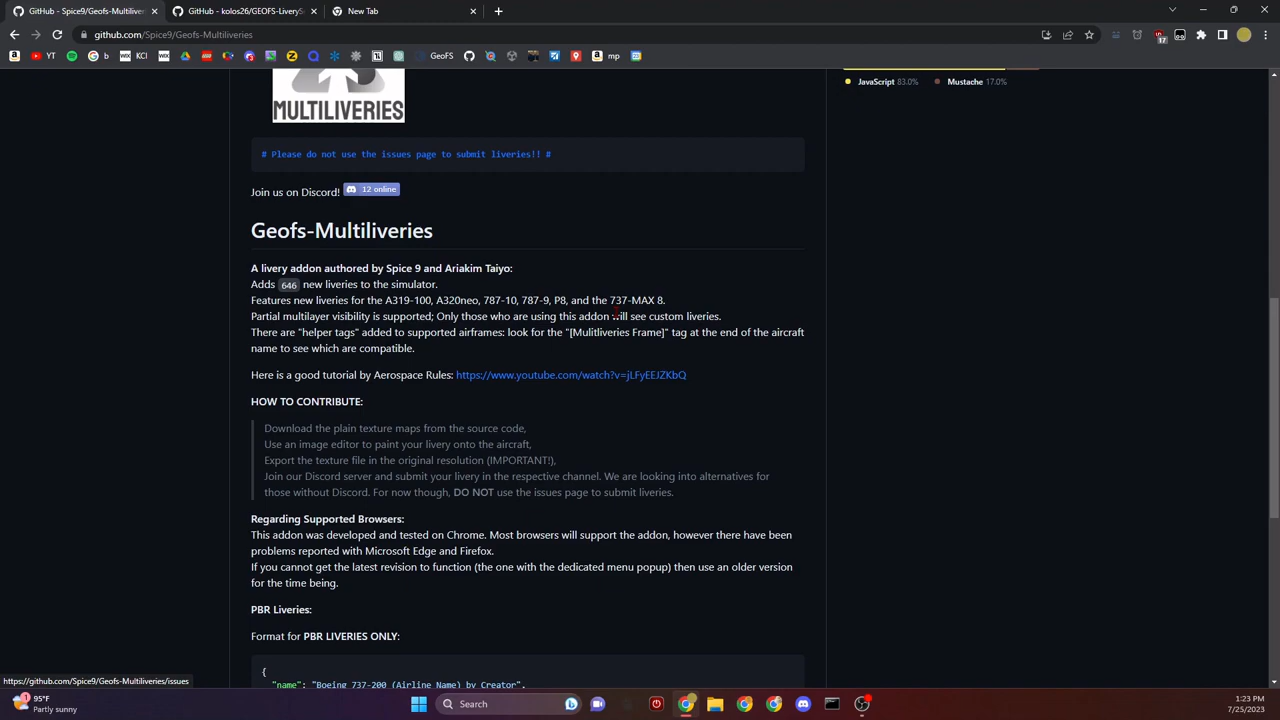 GitHub - Spice9/Geofs-Multiliver
GitHub - kolos26/GEOFS-LiveryS
New Tab
github.com/Spice9/Geofs-Multiliveries
YT
b
KCI
GeoFS
mp
17
MULTILIVERIES
JavaScript 83.0%
Mustache 17.0%
# Please do not use the issues page to submit liveries!! #
Join us on Discord! 12 online
Geofs-Multiliveries
A livery addon authored by Spice 9 and Ariakim Taiyo:
Adds 646 new liveries to the simulator.
Features new liveries for the A319-100, A320neo, 787-10, 787-9, P8, and the 737-MAX 8.
Partial multilayer visibility is supported; Only those who are using this addon will see custom liveries.
There are "helper tags" added to supported airframes: look for the "[Mulitliveries Frame]" tag at the end of the aircraft
name to see which are compatible.
Here is a good tutorial by Aerospace Rules: https://www.youtube.com/watch?v=jLFyEEJZKbQ
HOW TO CONTRIBUTE:
Download the plain texture maps from the source code,
Use an image editor to paint your livery onto the aircraft,
Export the texture file in the original resolution (IMPORTANT!),
Join our Discord server and submit your livery in the respective channel. We are looking into alternatives for
those without Discord. For now though, DO NOT use the issues page to submit liveries.
Regarding Supported Browsers:
This addon was developed and tested on Chrome. Most browsers will support the addon, however there have been
problems reported with Microsoft Edge and Firefox.
If you cannot get the latest revision to function (the one with the dedicated menu popup) then use an older version
for the time being.
PBR Liveries:
Format for PBR LIVERIES ONLY:
{
"name": "Boeing 737-200 (Airline Name) by Creator",
https://github.com/Spice9/Geofs-Multiliveries/issues
1
95°F
Partly sunny
Search
1:23 PM
7/25/2023